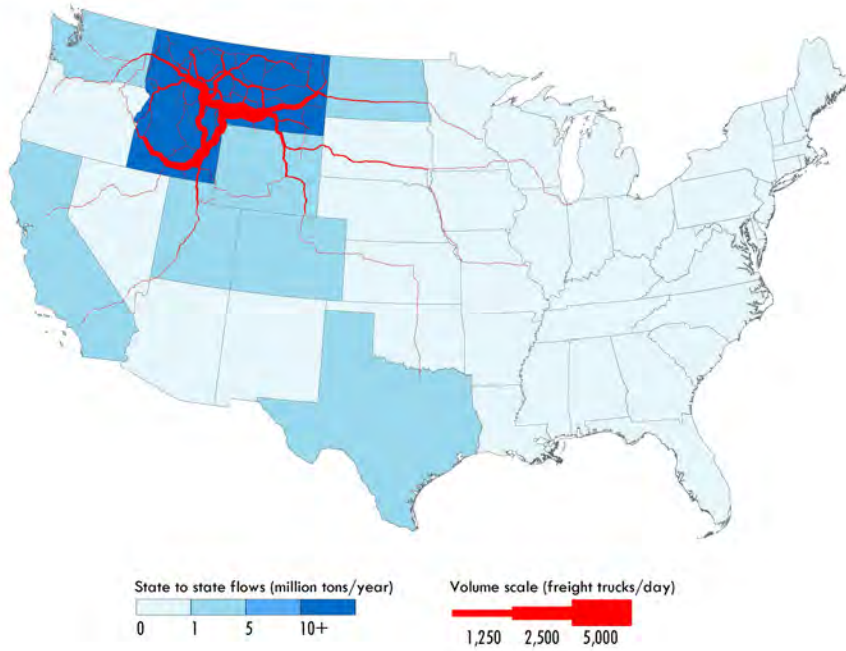 State to state flows (million tons/year)
0 1 5 10+
Volume scale (freight trucks/day)
1,250 2,500 5,000